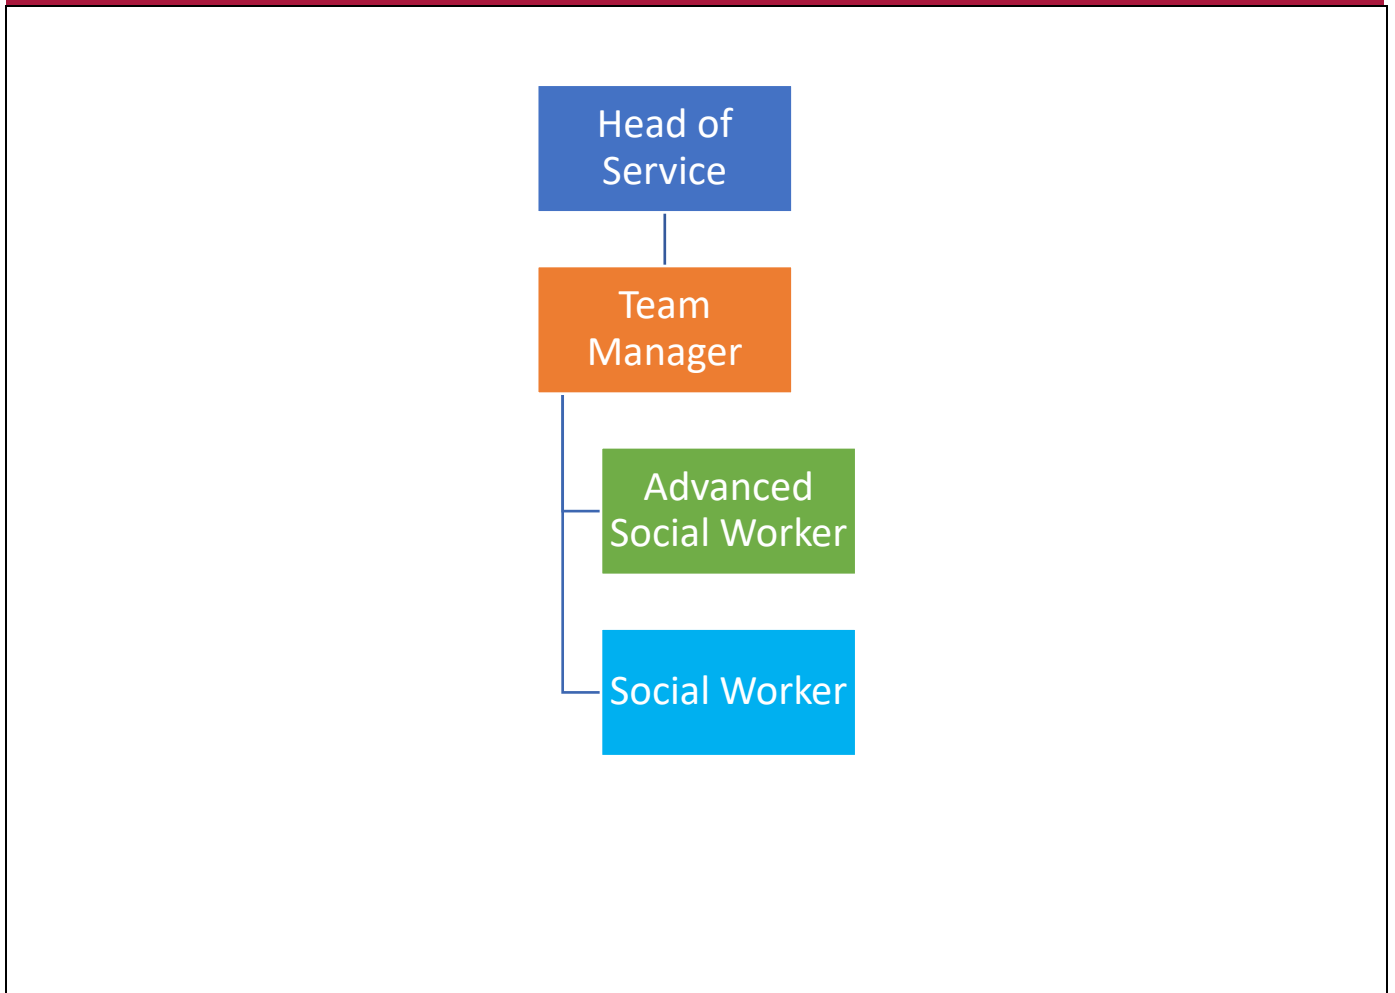 Head of
Service
Team
Manager
Advanced
Social Worker
Social Worker